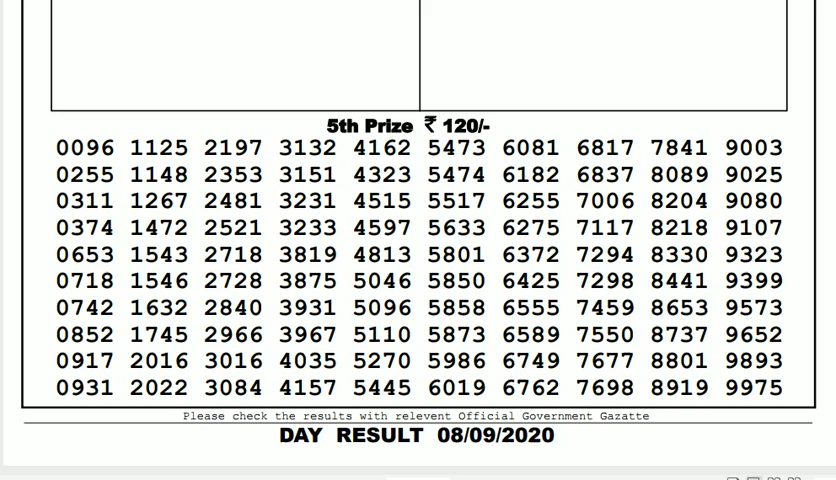 5th Prize ₹ 120/-
0096 1125 2197 3132 4162 5473 6081 6817 7841 9003
0255 1148 2353 3151 4323 5474 6182 6837 8089 9025
0311 1267 2481 3231 4515 5517 6255 7006 8204 9080
0374 1472 2521 3233 4597 5633 6275 7117 8218 9107
0653 1543 2718 3819 4813 5801 6372 7294 8330 9323
0718 1546 2728 3875 5046 5850 6425 7298 8441 9399
0742 1632 2840 3931 5096 5858 6555 7459 8653 9573
0852 1745 2966 3967 5110 5873 6589 7550 8737 9652
0917 2016 3016 4035 5270 5986 6749 7677 8801 9893
0931 2022 3084 4157 5445 6019 6762 7698 8919 9975
Please check the results with relevent Official Government Gazatte
DAY RESULT 08/09/2020